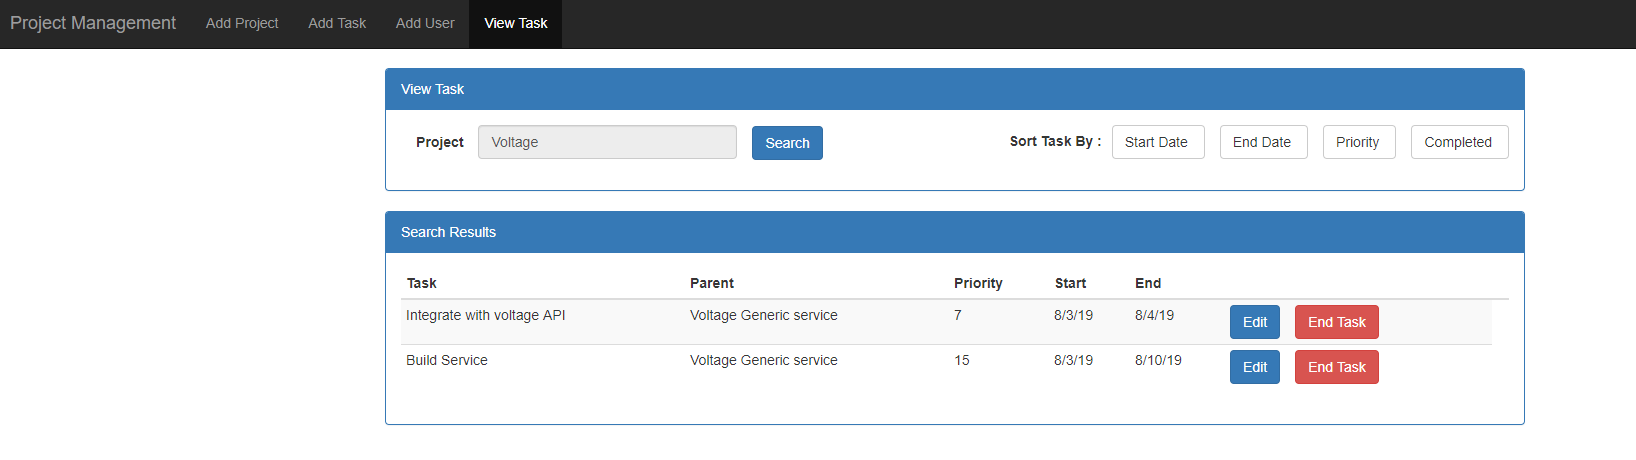 Project Management Add Project Add Task Add User View Task
View Task
Project Voltage Search Sort Task By : Start Date End Date Priority Completed
Search Results
Task Parent Priority Start End
Integrate with voltage API Voltage Generic service 7 8/3/19 8/4/19 Edit End Task
Build Service Voltage Generic service 15 8/3/19 8/10/19 Edit End Task